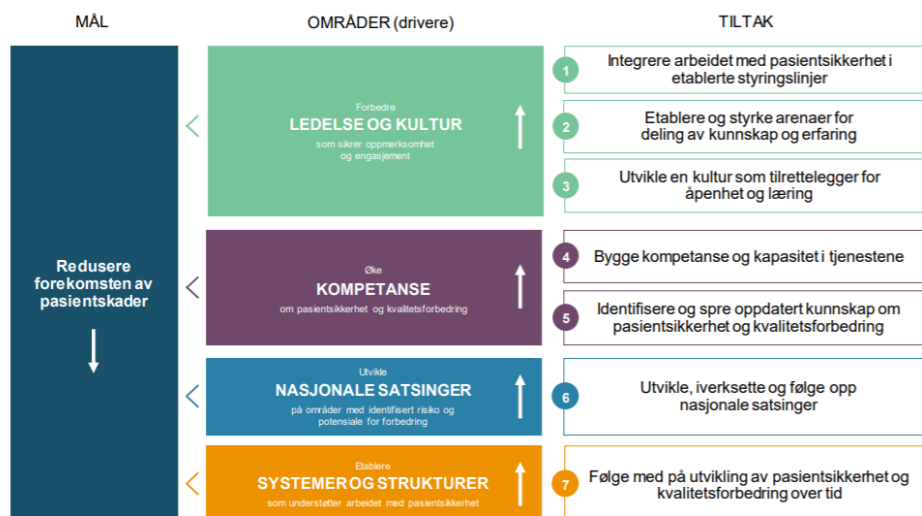 MÅL
OMRÅDER (drivere)
TILTAK
Redusere
forekomsten av
pasientskader
Forbedre
LEDELSE OG KULTUR
som sikrer oppmerksomhet
og engasjement
1
Integrere arbeidet med pasientsikkerhet i
etablerte styringslinjer
2
Etablere og styrke arenaer for
deling av kunnskap og erfaring
3
Utvikle en kultur som tilrettelegger for
åpenhet og læring
Øke
KOMPETANSE
om pasientsikkerhet og kvalitetsforbedring
4
Bygge kompetanse og kapasitet i tjenestene
5
Identifisere og spre oppdatert kunnskap om
pasientsikkerhet og kvalitetsforbedring
Utvikle
NASJONALE SATSINGER
på områder med identifisert risiko og
potensiale for forbedring
6
Utvikle, iverksette og følge opp
nasjonale satsinger
Etablere
SYSTEMER OG STRUKTURER
som understøtter arbeidet med pasientsikkerhet
7
Følge med på utvikling av pasientsikkerhet og
kvalitetsforbedring over tid